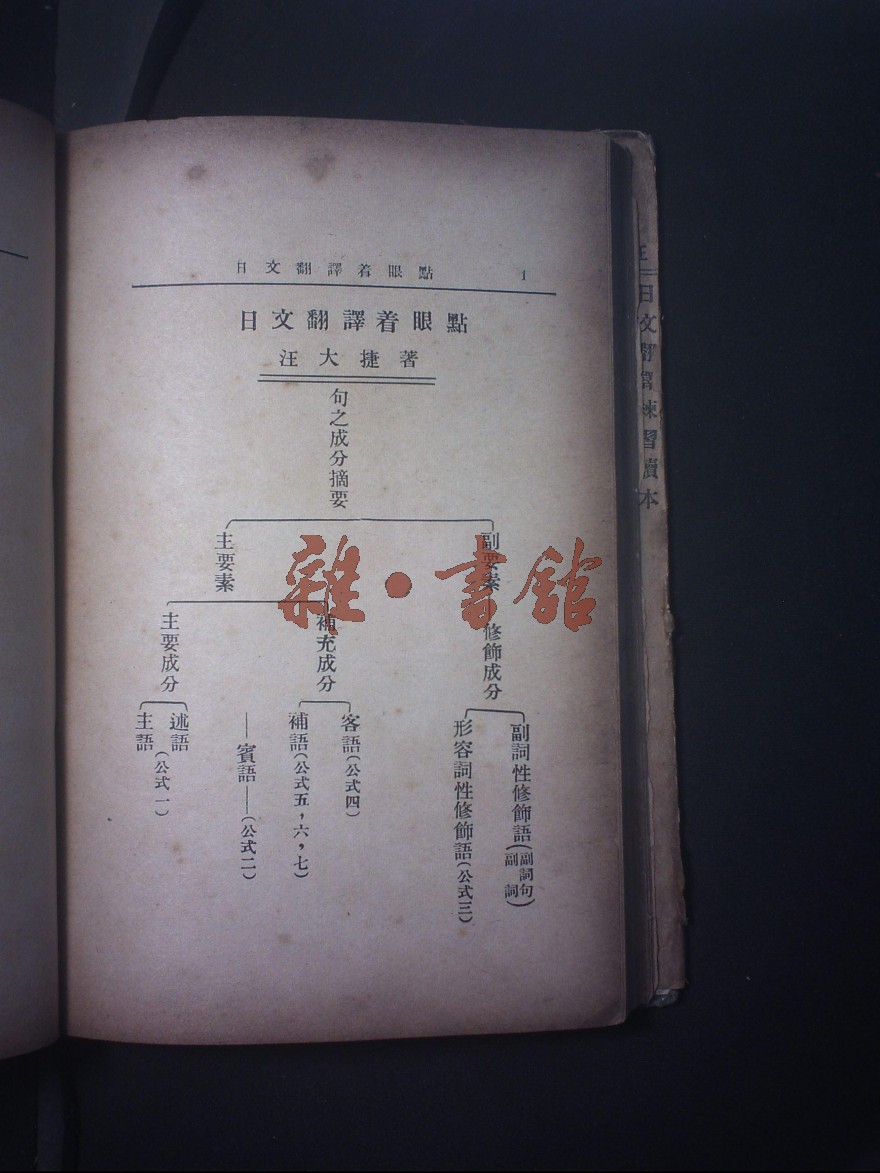 日文翻譯着眼點 1
日文翻譯着眼點
汪大捷著
句之成分摘要
副要素
主要素
修飾成分
補充成分
主要成分
副詞性修飾語(副詞句 副詞)
形容詞性修飾語(公式三)
客語(公式四)
補語(公式五，六，七)
——賓語——(公式二)
述語
主語(公式一)
雜·書館
汪
日文翻譯練習讀本